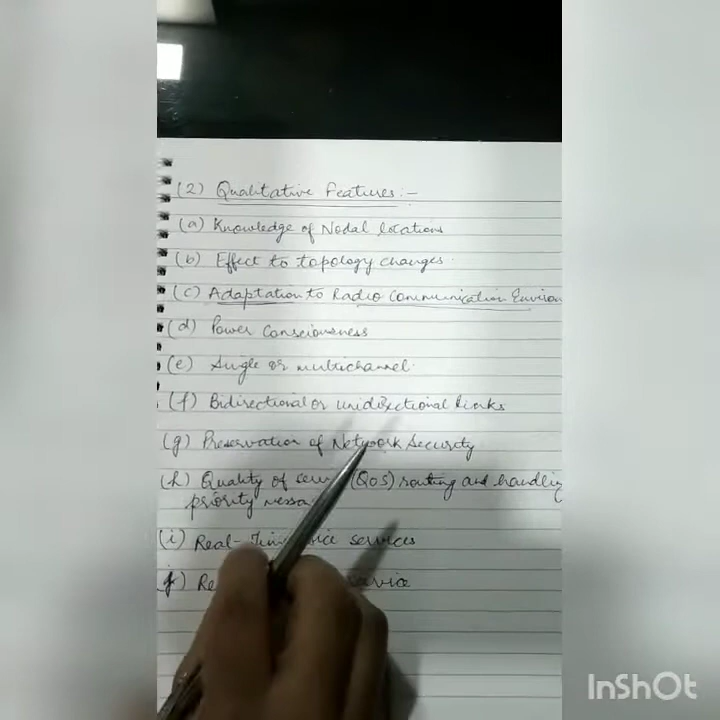 (2) Qualitative Features :-
(a) Knowledge of Nodal locations
(b) Effect to topology changes.
(c) Adaptation to Radio Communication Environ
(d) Power Consciousness
(e) Single or multichannel.
(f) Bidirectional or unidirectional links
(g) Preservation of Network Security
(h) Quality of (QoS) routing and handling
priority
(i) Real- services
(j)
InShOt